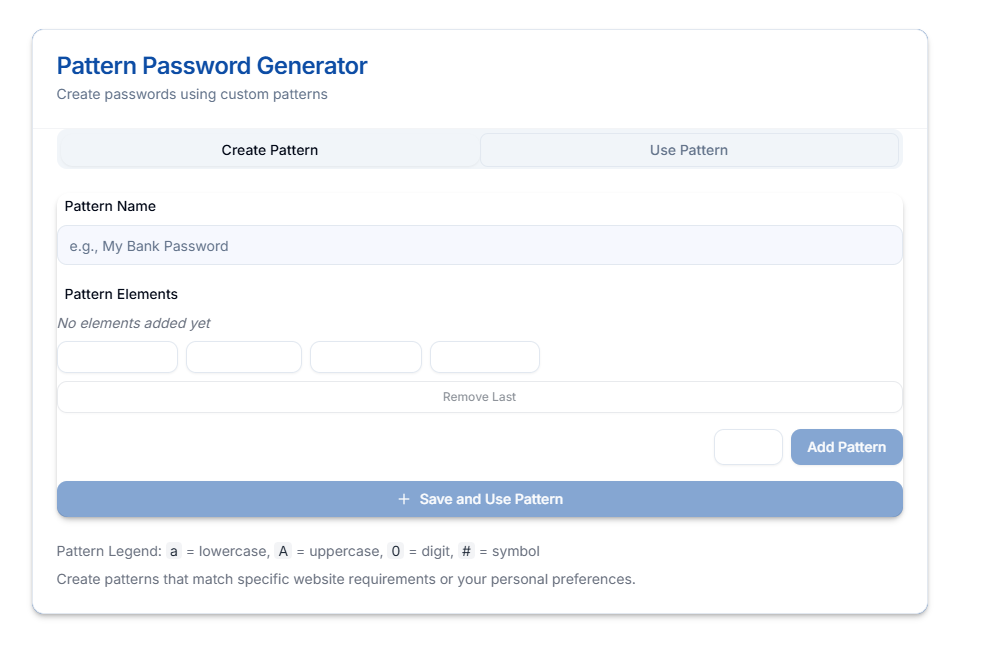 Pattern Password Generator
Create passwords using custom patterns
Create Pattern
Use Pattern
Pattern Name
e.g., My Bank Password
Pattern Elements
No elements added yet
Remove Last
Add Pattern
+ Save and Use Pattern
Pattern Legend: a = lowercase, A = uppercase, 0 = digit, # = symbol
Create patterns that match specific website requirements or your personal preferences.